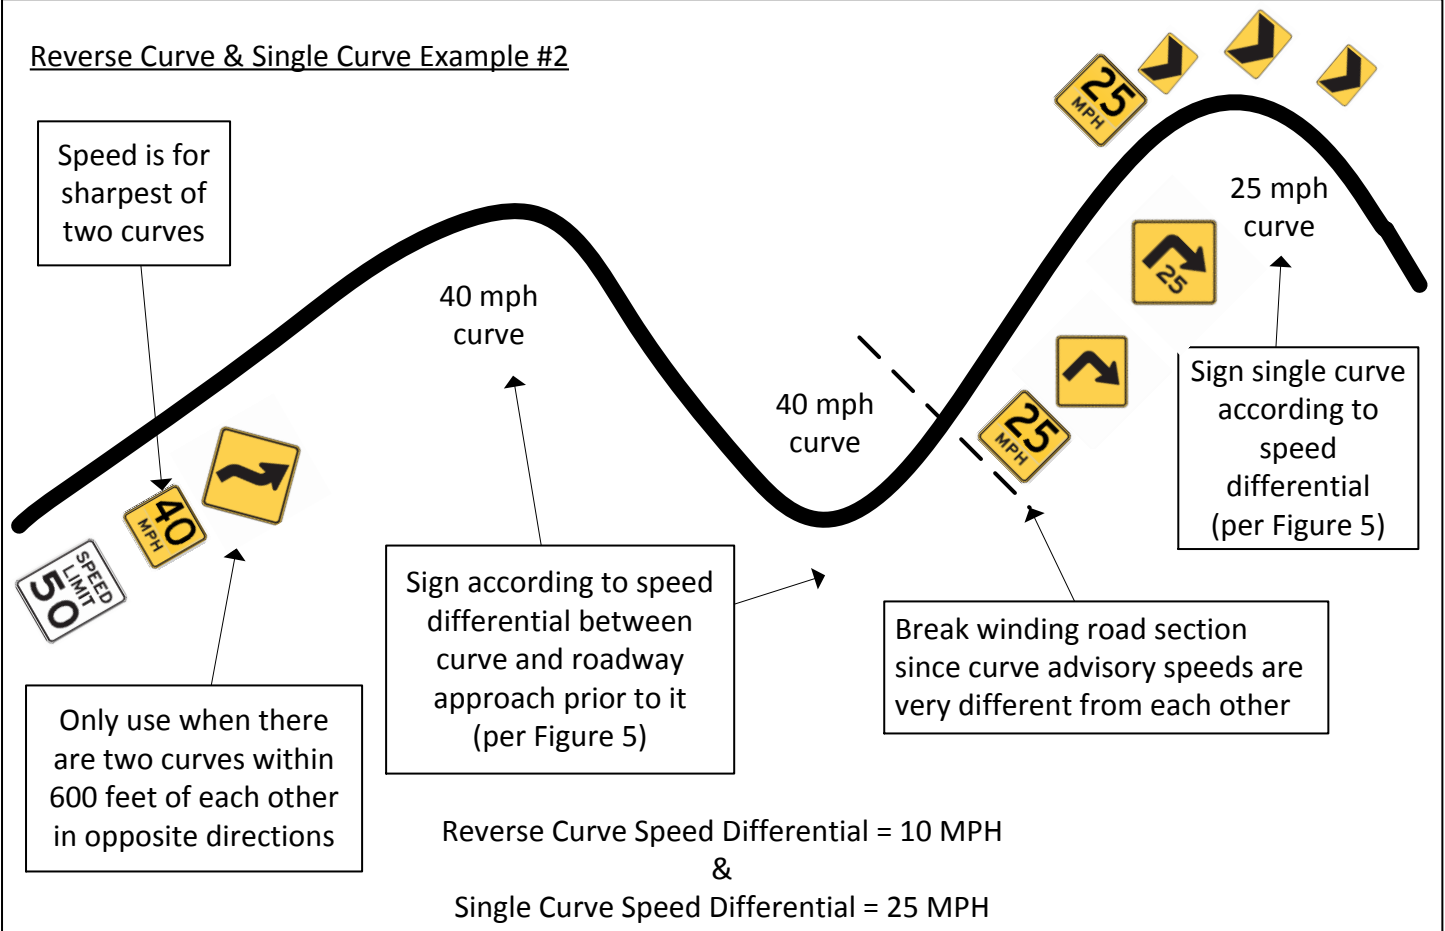 Reverse Curve & Single Curve Example #2
Speed is for
sharpest of
two curves
SPEED
LIMIT
50
40
MPH
Only use when there
are two curves within
600 feet of each other
in opposite directions
40 mph
curve
Sign according to speed
differential between
curve and roadway
approach prior to it
(per Figure 5)
40 mph
curve
25
MPH
Break winding road section
since curve advisory speeds are
very different from each other
25
25
MPH
25 mph
curve
Sign single curve
according to
speed
differential
(per Figure 5)
Reverse Curve Speed Differential = 10 MPH
&
Single Curve Speed Differential = 25 MPH